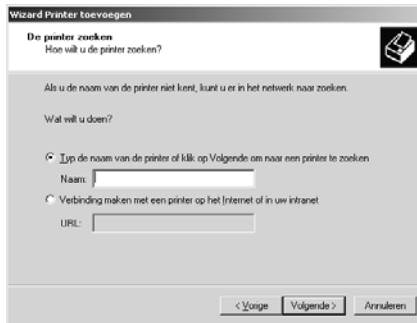 Wizard Printer toevoegen
De printer zoeken
Hoe wilt u de printer zoeken?
Als u de naam van de printer niet kent, kunt u er in het netwerk naar zoeken.
Wat wilt u doen?
Typ de naam van de printer of klik op Volgende om naar een printer te zoeken
Naam:
Verbinding maken met een printer op het Internet of in uw intranet
URL:
< Vorige Volgende > Annuleren